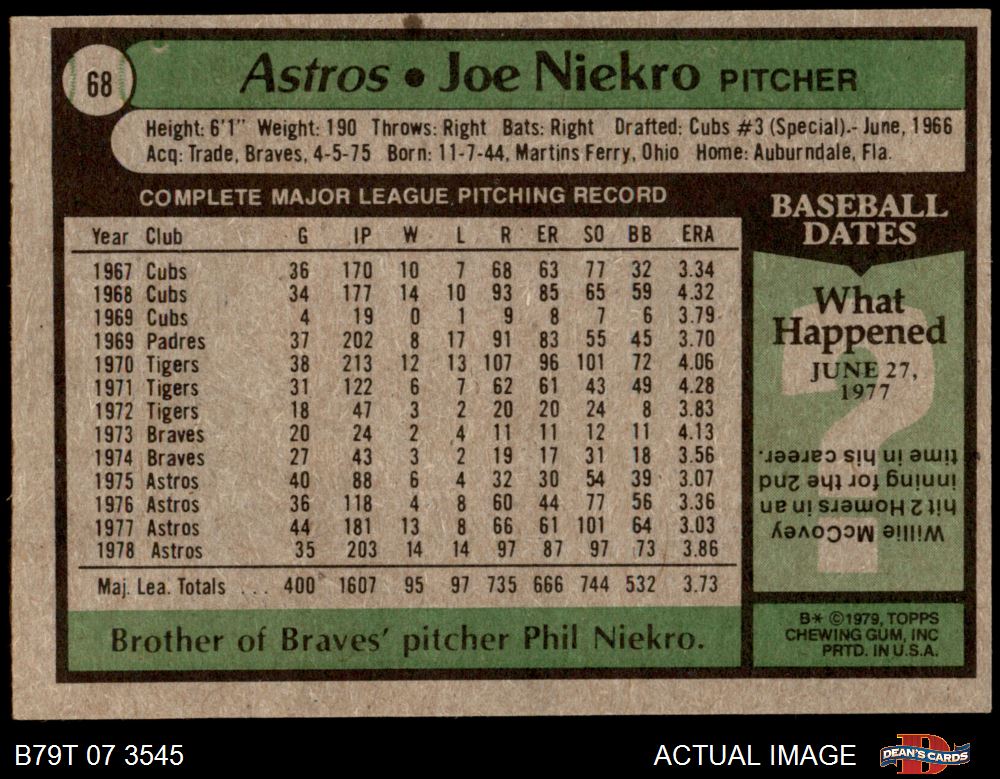 68
Astros • Joe Niekro PITCHER
Height: 6'1" Weight: 190 Throws: Right Bats: Right Drafted: Cubs #3 (Special).- June, 1966
Acq: Trade, Braves, 4-5-75 Born: 11-7-44, Martins Ferry, Ohio Home: Auburndale, Fla.
COMPLETE MAJOR LEAGUE PITCHING RECORD
Year Club G IP W L R ER SO BB ERA
1967 Cubs 36 170 10 7 68 63 77 32 3.34
1968 Cubs 34 177 14 10 93 85 65 59 4.32
1969 Cubs 4 19 0 1 9 8 7 6 3.79
1969 Padres 37 202 8 17 91 83 55 45 3.70
1970 Tigers 38 213 12 13 107 96 101 72 4.06
1971 Tigers 31 122 6 7 62 61 43 49 4.28
1972 Tigers 18 47 3 2 20 20 24 8 3.83
1973 Braves 20 24 2 4 11 11 12 11 4.13
1974 Braves 27 43 3 2 19 17 31 18 3.56
1975 Astros 40 88 6 4 32 30 54 39 3.07
1976 Astros 36 118 4 8 60 44 77 56 3.36
1977 Astros 44 181 13 8 66 61 101 64 3.03
1978 Astros 35 203 14 14 97 87 97 73 3.86
Maj. Lea. Totals ... 400 1607 95 97 735 666 744 532 3.73
Brother of Braves' pitcher Phil Niekro.
BASEBALL
DATES
What
Happened
JUNE 27,
1977
?
Willie McCovey
hit 2 Homers in an
inning for the 2nd
time in his career.
B* ©1979, TOPPS
CHEWING GUM, INC
PRTD. IN U.S.A.
B79T 07 3545
ACTUAL IMAGE
D
DEAN'S CARDS